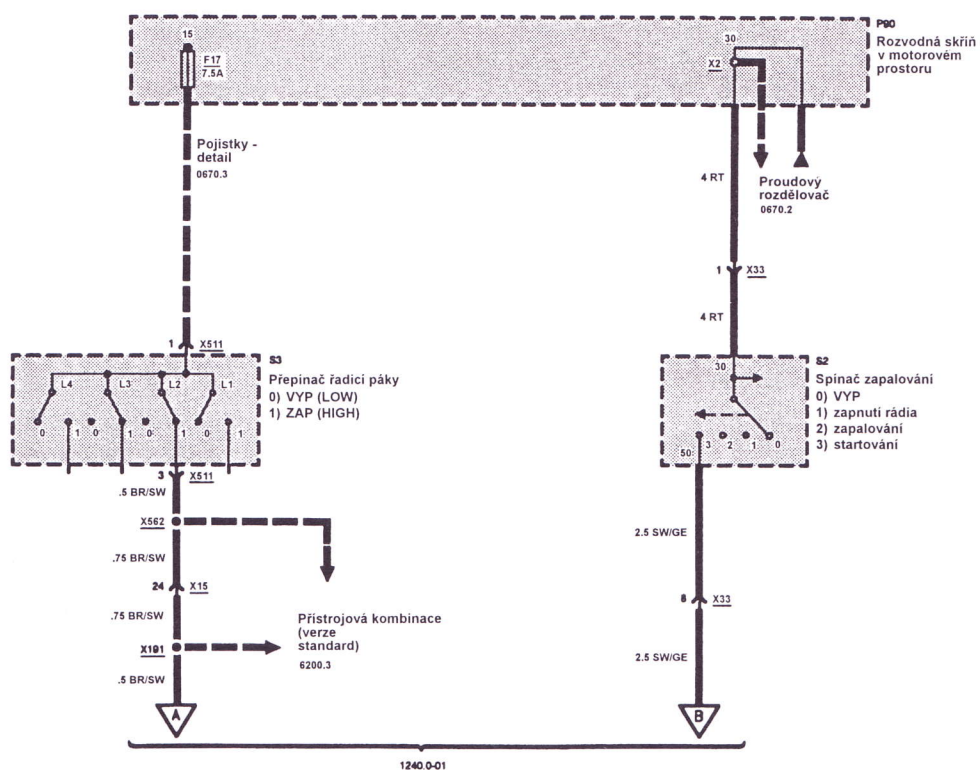 P90
Rozvodná skříň
v motorovém
prostoru
15
F17
7.5A
30
X2
Pojistky -
detail
0670.3
4 RT
Proudový
rozdělovač
0670.2
1 X33
4 RT
1 X511
S3
L4 L3 L2 L1
0 1 0 1 0 1 0 1
Přepínač řadicí páky
0) VYP (LOW)
1) ZAP (HIGH)
S2
30
3 2 1 0
50
Spínač zapalování
0) VYP
1) zapnutí rádia
2) zapalování
3) startování
3 X511
.5 BR/SW
X562
.75 BR/SW
24 X15
.75 BR/SW
X191
.5 BR/SW
A
Přístrojová kombinace
(verze
standard)
6200.3
2.5 SW/GE
8 X33
2.5 SW/GE
B
1240.0-01